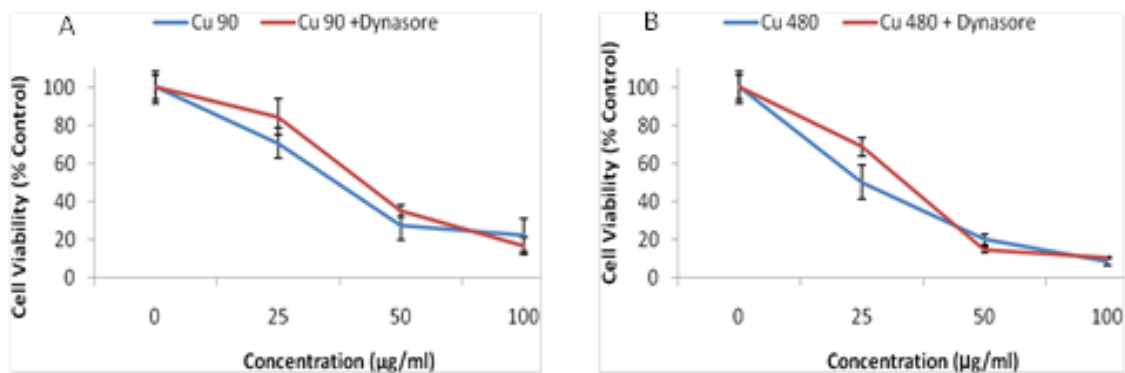 A
Cu 90 Cu 90 +Dynasore
Cell Viability (% Control)
100
80
60
40
20
0
0 25 50 100
Concentration (µg/ml)
B
Cu 480 Cu 480 + Dynasore
Cell Viability (% Control)
100
80
60
40
20
0
0 25 50 100
Concentration (µg/ml)